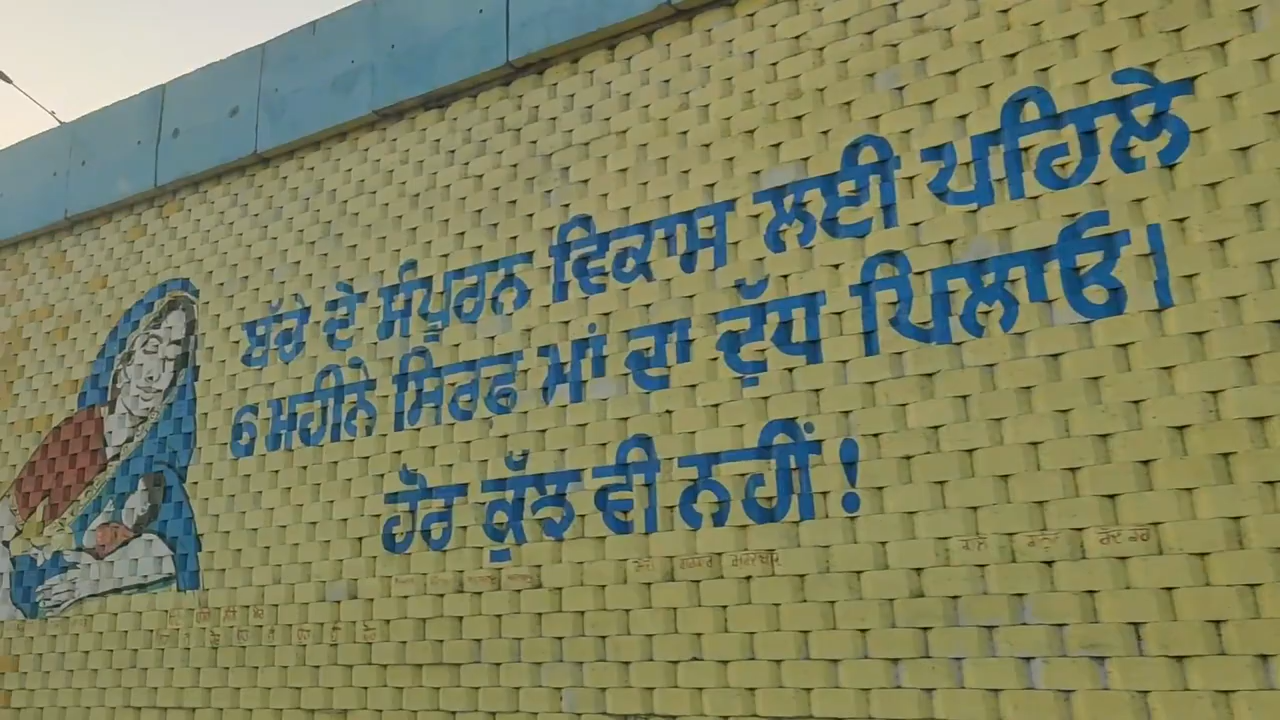 ਬੱਚੇ ਦੇ ਸੰਪੂਰਨ ਵਿਕਾਸ ਲਈ ਪਹਿਲੇ
6 ਮਹੀਨੇ ਸਿਰਫ ਮਾਂ ਦਾ ਦੁੱਧ ਪਿਲਾਓ।
ਹੋਰ ਕੁੱਝ ਵੀ ਨਹੀਂ!